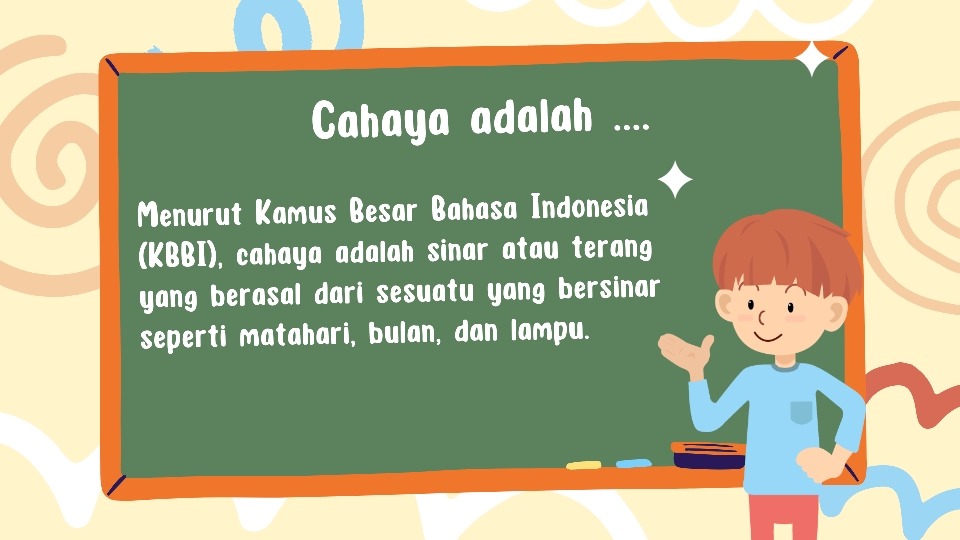 Cahaya adalah ....
Menurut Kamus Besar Bahasa Indonesia
(KBBI), cahaya adalah sinar atau terang
yang berasal dari sesuatu yang bersinar
seperti matahari, bulan, dan lampu.